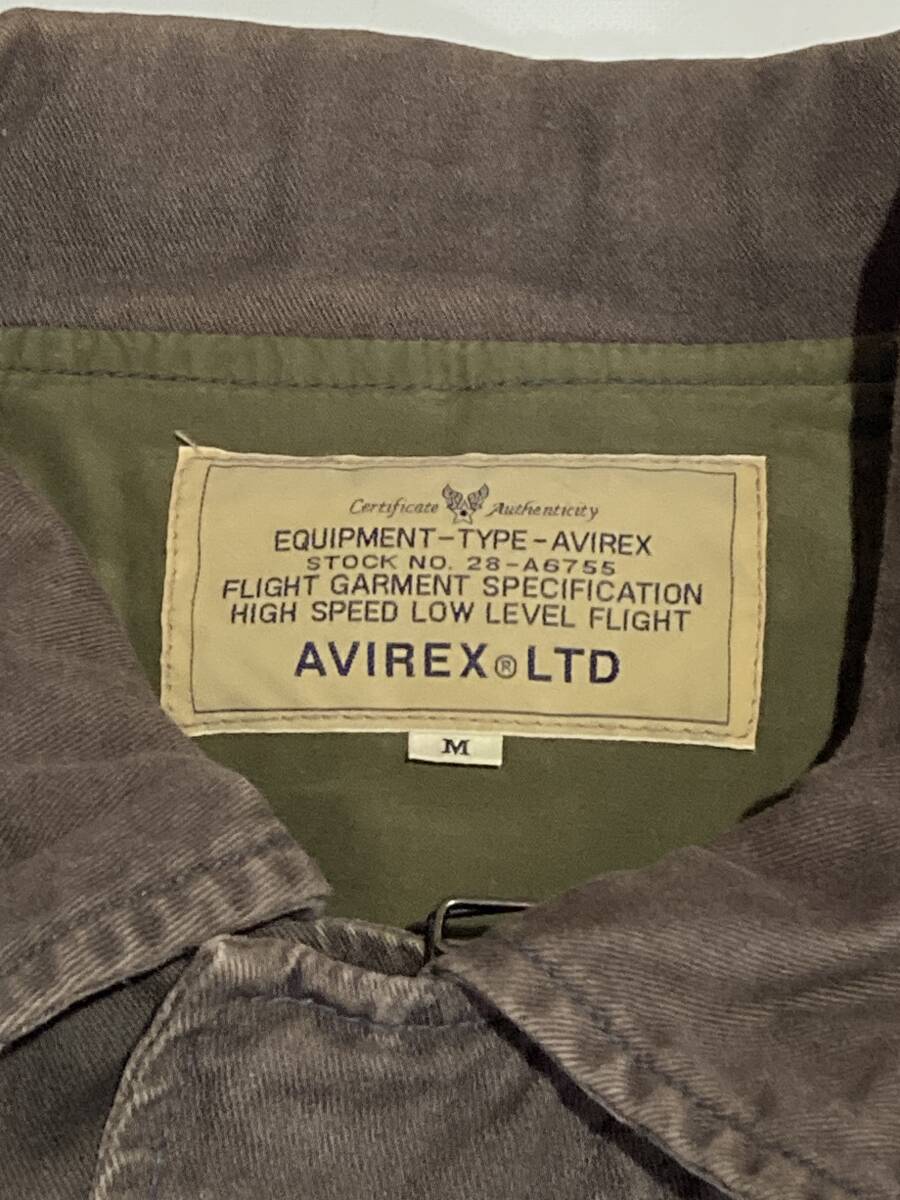 Certificate Authenticity
EQUIPMENT-TYPE-AVIREX
STOCK NO. 28-A6755
FLIGHT GARMENT SPECIFICATION
HIGH SPEED LOW LEVEL FLIGHT
AVIREX® LTD
M